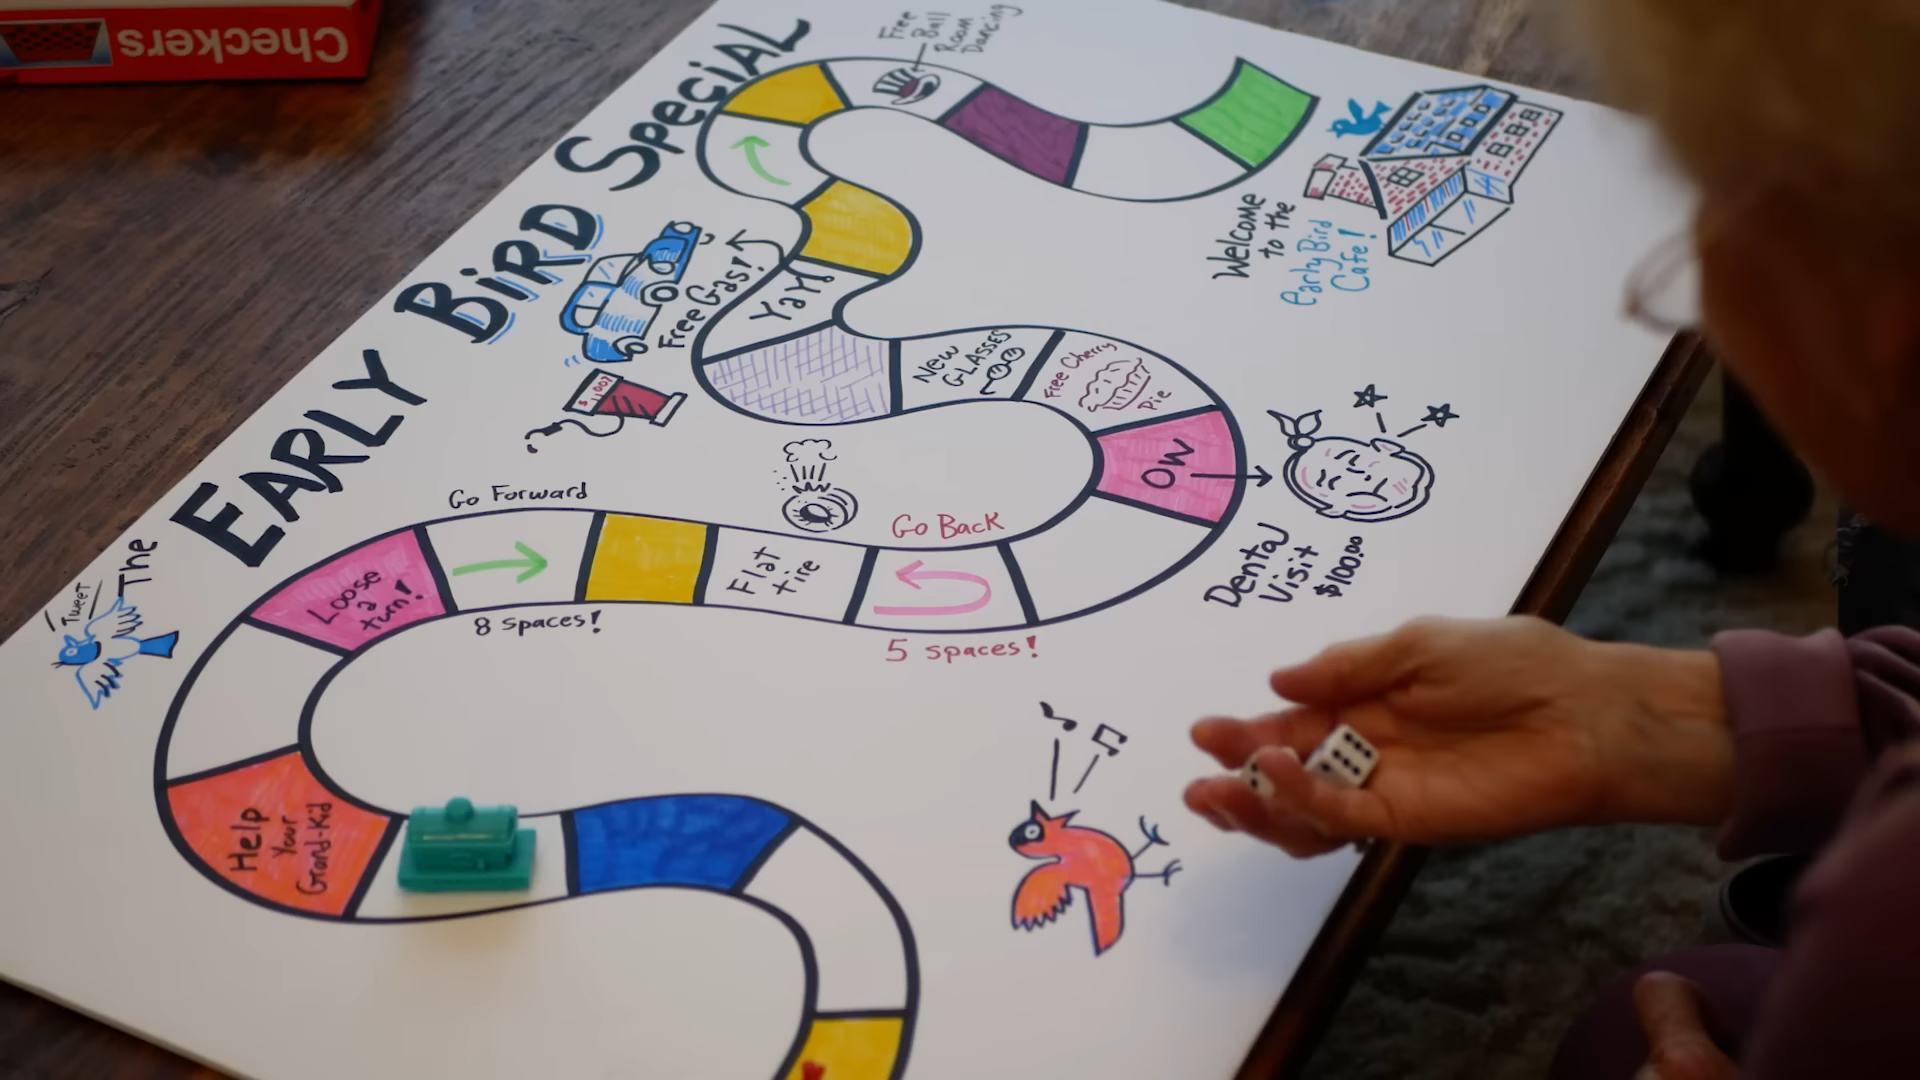 Checkers
The
EARLY
BiRD
SpeciAL
Tweet
Free
Ball
Room
Dancing
Welcome
to the
Early Bird
Cafe!
Free Gas!
Yay!
New
GLASSES
Free Cherry
Pie
OW
Dental
Visit
$100.00
Go Forward
8 spaces!
Loose
a
turn!
Flat
tire
Go Back
5 spaces!
Help
Your
Grand-Kid